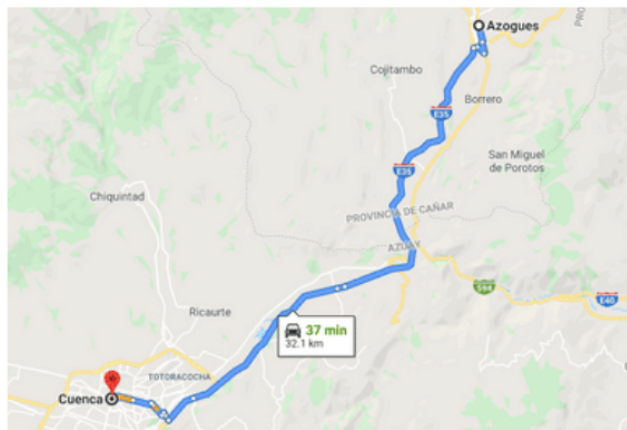 PRO
Azogues
Cojitambo
Borrero
E35
San Miguel
de Porotos
E35
Chiquintad
PROVINCIA DE CAÑAR
AZUAY
594
E40
Ricaurte
37 min
32.1 km
TOTORACOCHA
Cuenca